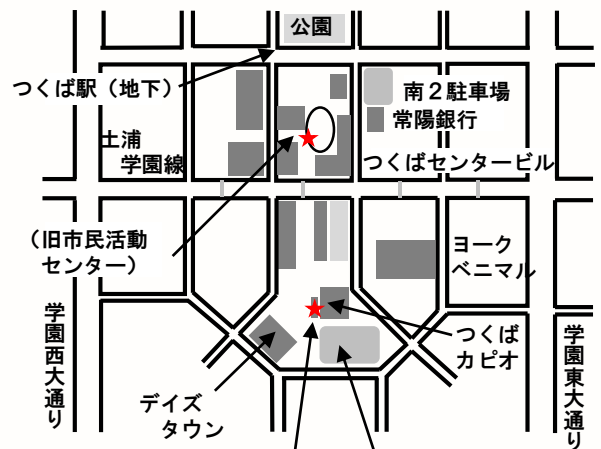 公園
つくば駅（地下）
南２駐車場
常陽銀行
土浦
学園線
つくばセンタービル
（旧市民活動
センター）
ヨーク
ベニマル
学園西大通り
つくば
カピオ
学園東大通り
デイズ
タウン